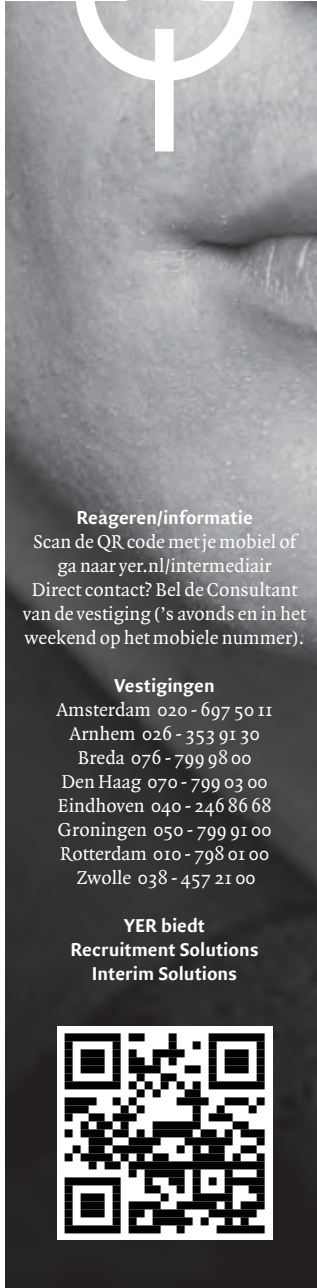 Reageren/informatie
Scan de QR code met je mobiel of
ga naar yer.nl/intermediair
Direct contact? Bel de Consultant
van de vestiging (’s avonds en in het
weekend op het mobiele nummer).
Vestigingen
Amsterdam 020 - 697 50 11
Arnhem 026 - 353 91 30
Breda 076 - 799 98 00
Den Haag 070 - 799 03 00
Eindhoven 040 - 246 86 68
Groningen 050 - 799 91 00
Rotterdam 010 - 798 01 00
Zwolle 038 - 457 21 00
YER biedt
Recruitment Solutions
Interim Solutions